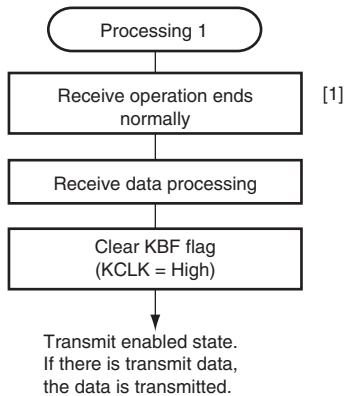 Processing 1
Receive operation ends
normally
[1]
Receive data processing
Clear KBF flag
(KCLK = High)
Transmit enabled state.
If there is transmit data,
the data is transmitted.